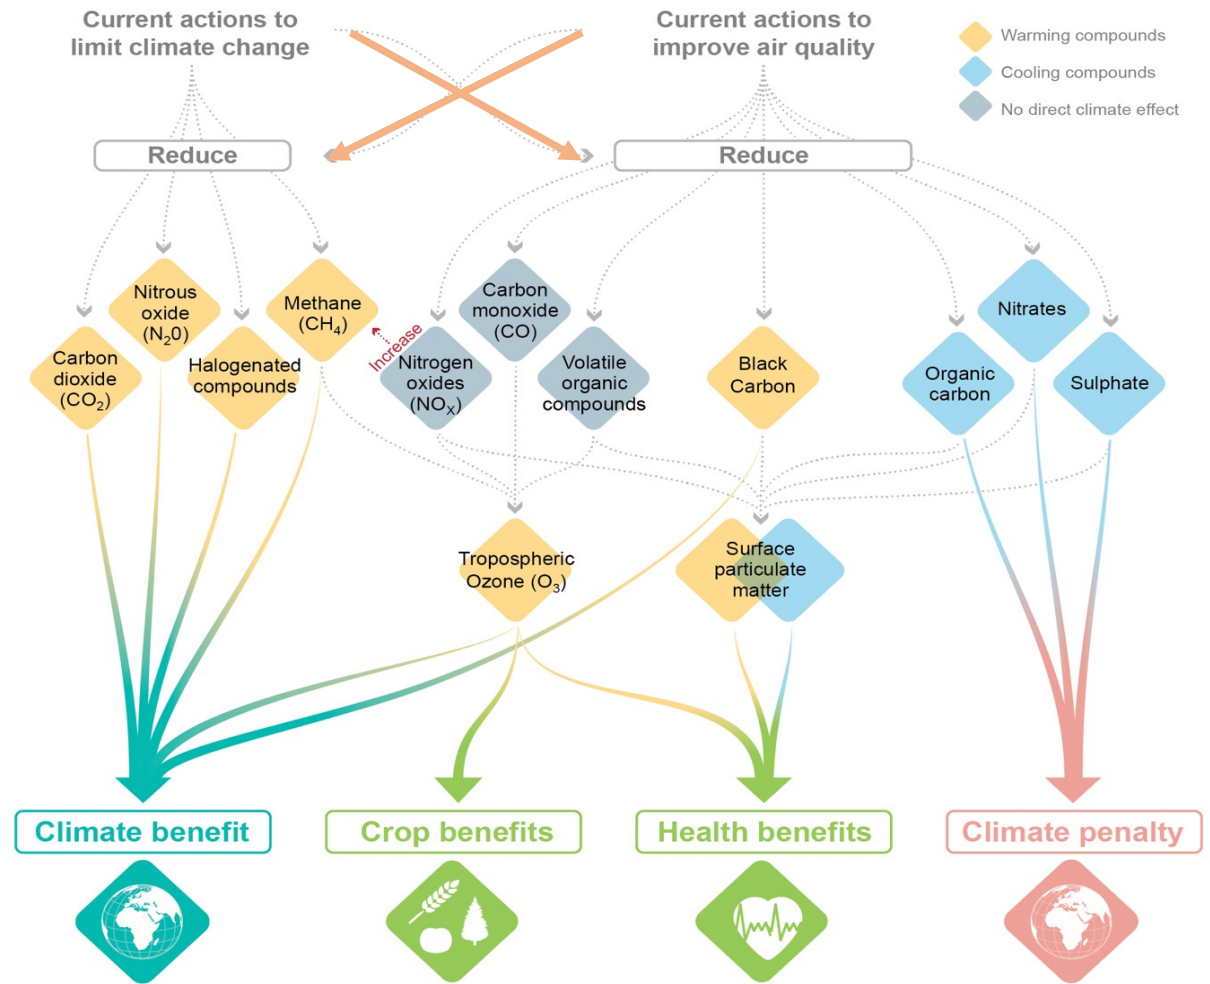 Current actions to
limit climate change
Current actions to
improve air quality
Warming compounds
Cooling compounds
No direct climate effect
Reduce
Reduce
Nitrous
oxide
(N20)
Methane
(CH4)
Carbon
monoxide
(CO)
Nitrates
Increase
Carbon
dioxide
(CO2)
Halogenated
compounds
Nitrogen
oxides
(NOX)
Volatile
organic
compounds
Black
Carbon
Organic
carbon
Sulphate
Tropospheric
Ozone (O3)
Surface
particulate
matter
Climate benefit
Crop benefits
Health benefits
Climate penalty